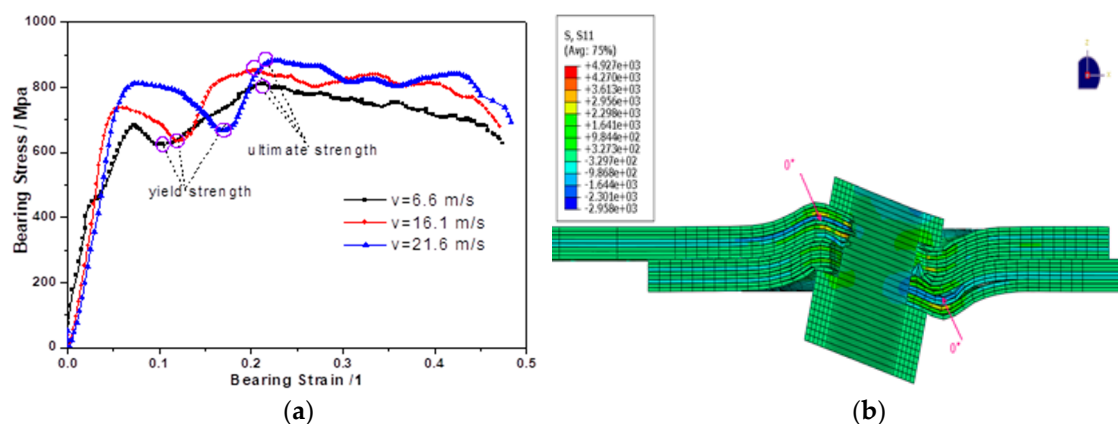 1000
800
600
400
200
0
0.0 0.1 0.2 0.3 0.4 0.5
Bearing Stress / Mpa
Bearing Strain /1
ultimate strength
yield strength
v=6.6 m/s
v=16.1 m/s
v=21.6 m/s
(a)
S, S11
(Avg: 75%)
+4.927e+03
+4.270e+03
+3.613e+03
+2.956e+03
+2.298e+03
+1.641e+03
+9.844e+02
+3.273e+02
-3.297e+02
-9.868e+02
-1.644e+03
-2.301e+03
-2.958e+03
0°
0°
(b)